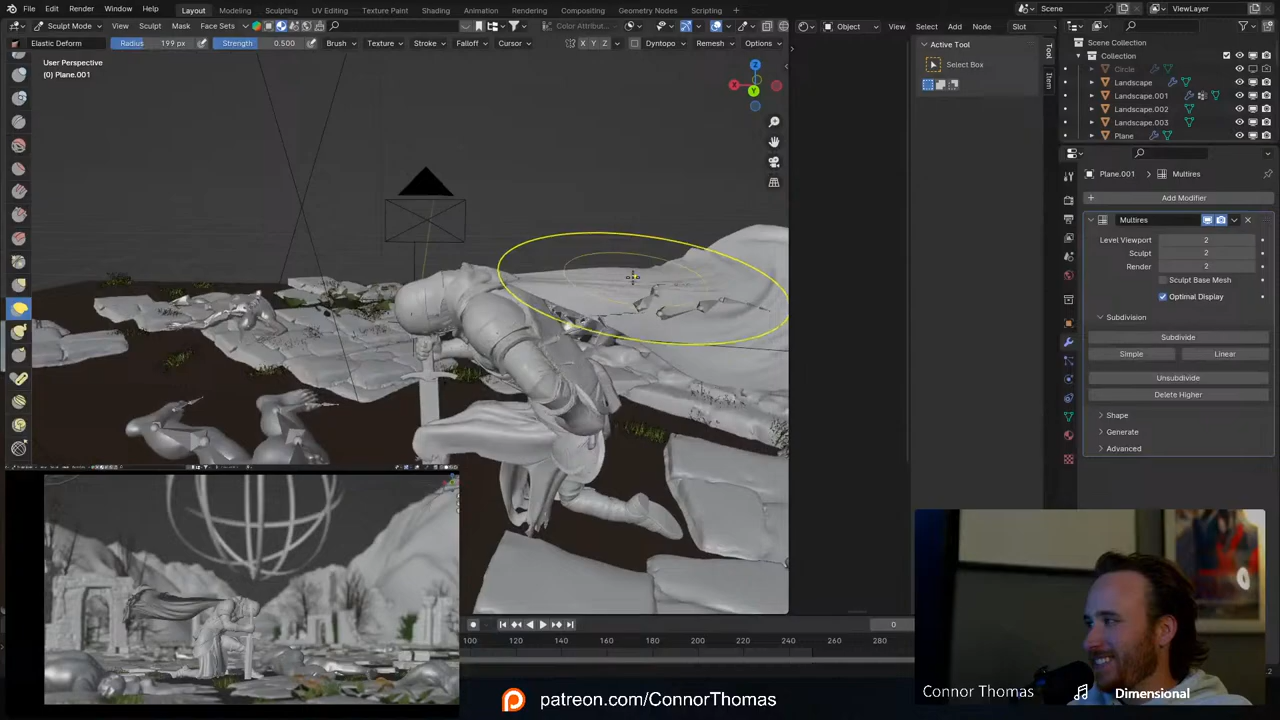 File Edit Render Window Help Layout Modeling Sculpting UV Editing Texture Paint Shading Animation Rendering Compositing Geometry Nodes Scripting Scene ViewLayer
Sculpt Mode View Sculpt Mask Face Sets Color Attribut... Object View Select Add Node Slot
Elastic Deform Radius 199 px Strength 0.500 Brush Texture Stroke Falloff Cursor X Y Z Dyntopo Remesh Options
User Perspective
(0) Plane.001
Z
X
Y
Active Tool
Select Box
Tool
Item
Scene Collection
Collection
Circle
Landscape
Landscape.001
Landscape.002
Landscape.003
Plane
Plane.001 Multires
Add Modifier
Multires
Level Viewport 2
Sculpt 2
Render 2
Sculpt Base Mesh
Optimal Display
Subdivision
Subdivide
Simple Linear
Unsubdivide
Delete Higher
Shape
Generate
Advanced
0
100 120 140 160 180 200 220 240 260 280
patreon.com/ConnorThomas
Connor Thomas Dimensional